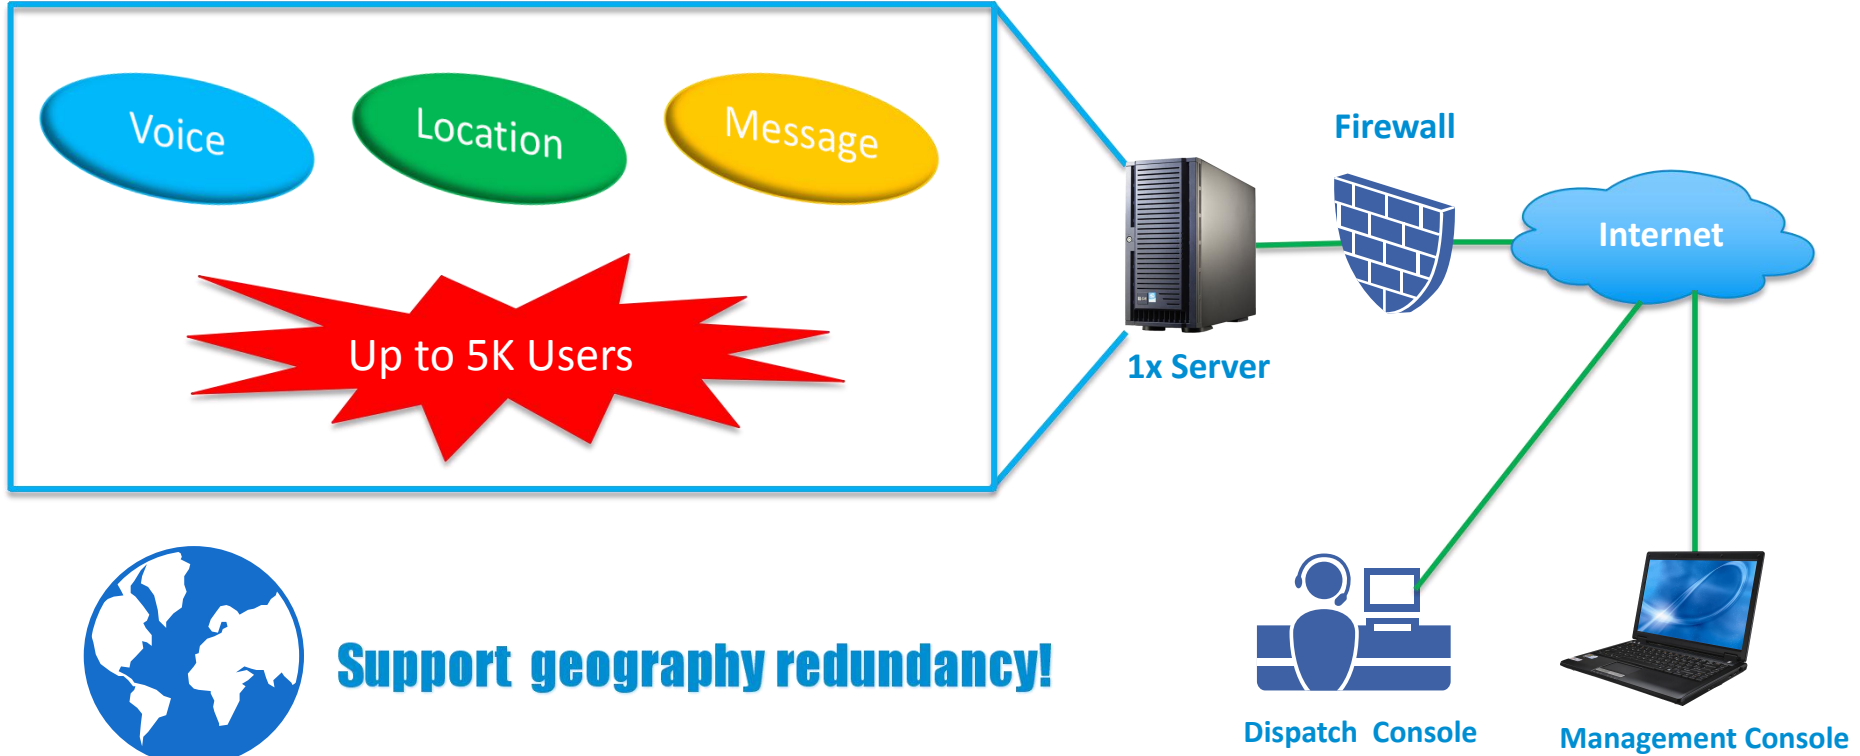 Voice
Location
Message
Firewall
Internet
Up to 5K Users
1x Server
Support geography redundancy!
Dispatch Console
Management Console